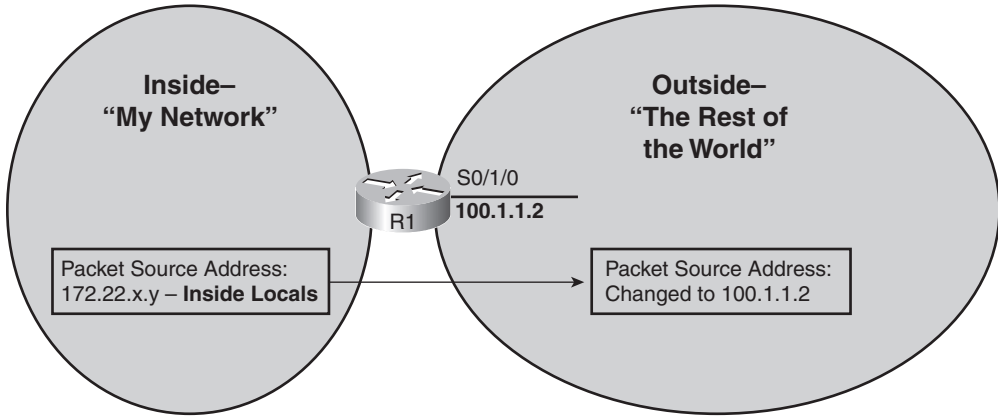 Inside–
“My Network”
Outside–
“The Rest of
the World”
S0/1/0
100.1.1.2
R1
Packet Source Address:
172.22.x.y – Inside Locals
Packet Source Address:
Changed to 100.1.1.2